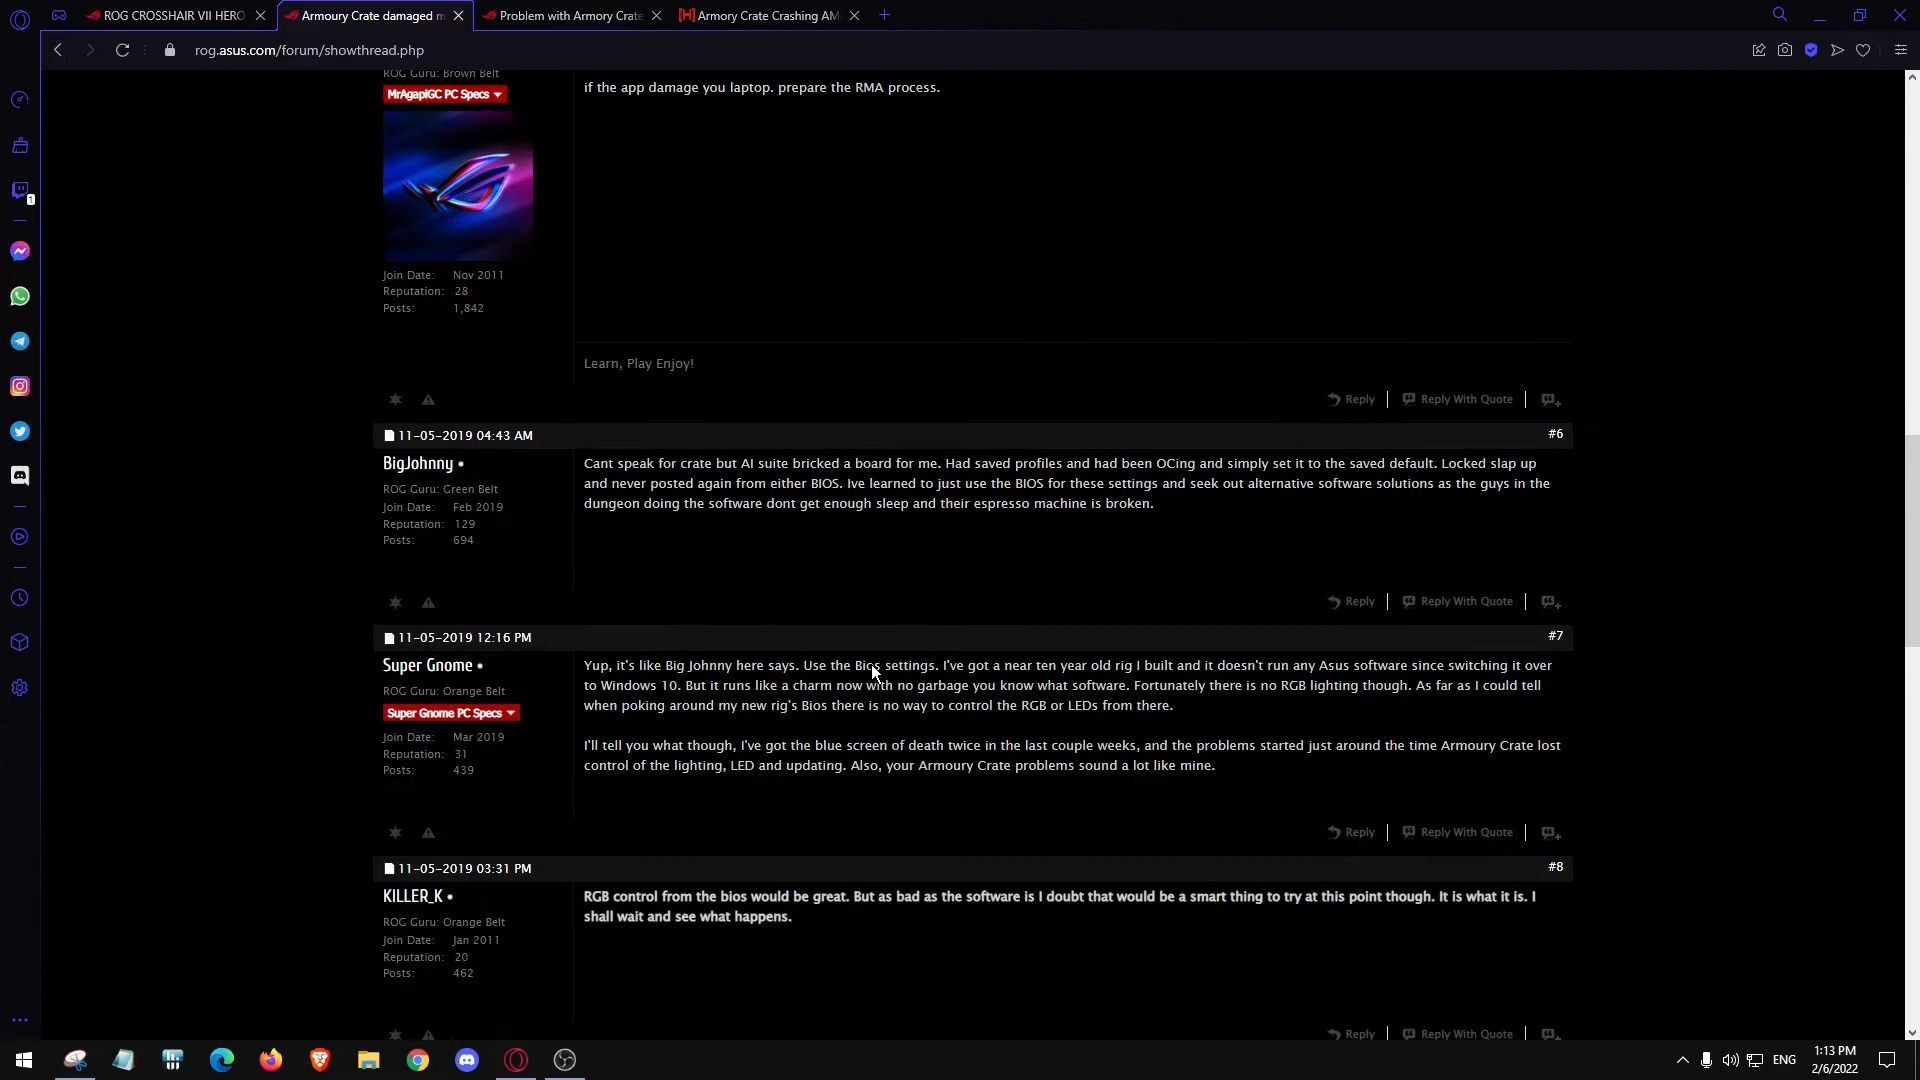 ROG CROSSHAIR VII HERO
Armoury Crate damaged m
Problem with Armory Crate
Armory Crate Crashing AM
rog.asus.com/forum/showthread.php
ROG Guru: Brown Belt
MrAgapiGC PC Specs
if the app damage you laptop. prepare the RMA process.
Join Date: Nov 2011
Reputation: 28
Posts: 1,842
Learn, Play Enjoy!
Reply
Reply With Quote
11-05-2019 04:43 AM
#6
BigJohnny
ROG Guru: Green Belt
Join Date: Feb 2019
Reputation: 129
Posts: 694
Cant speak for crate but AI suite bricked a board for me. Had saved profiles and had been OCing and simply set it to the saved default. Locked slap up
and never posted again from either BIOS. Ive learned to just use the BIOS for these settings and seek out alternative software solutions as the guys in the
dungeon doing the software dont get enough sleep and their espresso machine is broken.
Reply
Reply With Quote
11-05-2019 12:16 PM
#7
Super Gnome
ROG Guru: Orange Belt
Super Gnome PC Specs
Join Date: Mar 2019
Reputation: 31
Posts: 439
Yup, it's like Big Johnny here says. Use the Bios settings. I've got a near ten year old rig I built and it doesn't run any Asus software since switching it over
to Windows 10. But it runs like a charm now with no garbage you know what software. Fortunately there is no RGB lighting though. As far as I could tell
when poking around my new rig's Bios there is no way to control the RGB or LEDs from there.
I'll tell you what though, I've got the blue screen of death twice in the last couple weeks, and the problems started just around the time Armoury Crate lost
control of the lighting, LED and updating. Also, your Armoury Crate problems sound a lot like mine.
Reply
Reply With Quote
11-05-2019 03:31 PM
#8
KILLER_K
ROG Guru: Orange Belt
Join Date: Jan 2011
Reputation: 20
Posts: 462
RGB control from the bios would be great. But as bad as the software is I doubt that would be a smart thing to try at this point though. It is what it is. I
shall wait and see what happens.
Reply
Reply With Quote
1
ENG
1:13 PM
2/6/2022